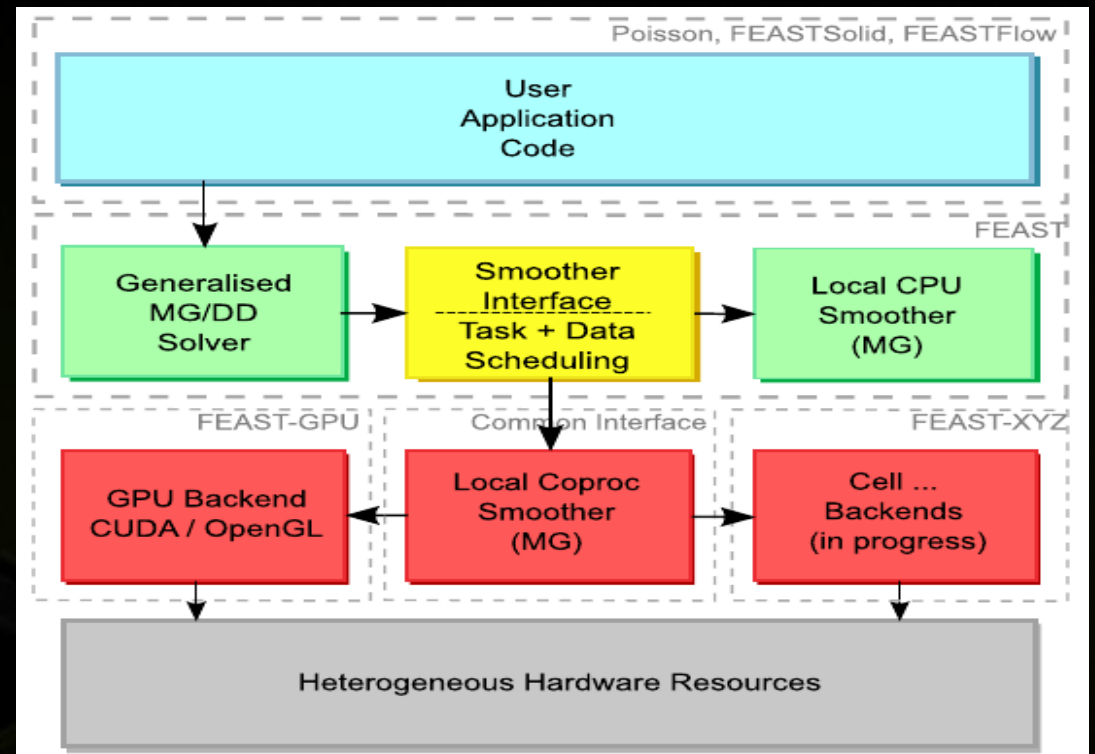 Poisson, FEASTSolid, FEASTFlow
User
Application
Code
FEAST
Generalised
MG/DD
Solver
Smoother
Interface
Task + Data
Scheduling
Local CPU
Smoother
(MG)
FEAST-GPU
GPU Backend
CUDA / OpenGL
Common Interface
Local Coproc
Smoother
(MG)
FEAST-XYZ
Cell ...
Backends
(in progress)
Heterogeneous Hardware Resources